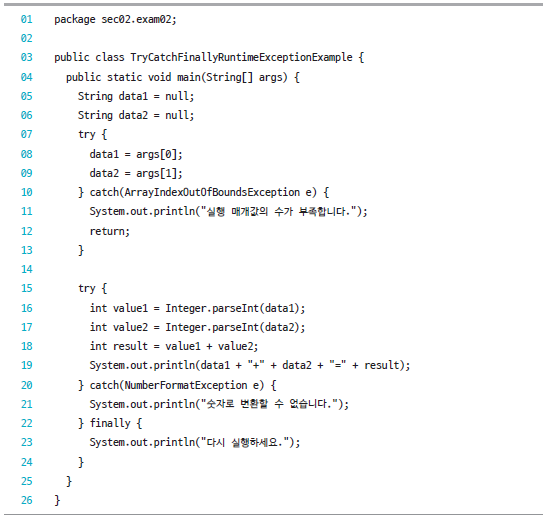 01 package sec02.exam02;
02
03 public class TryCatchFinallyRuntimeExceptionExample {
04   public static void main(String[] args) {
05     String data1 = null;
06     String data2 = null;
07     try {
08       data1 = args[0];
09       data2 = args[1];
10     } catch(ArrayIndexOutOfBoundsException e) {
11       System.out.println("실행 매개값의 수가 부족합니다.");
12       return;
13     }
14
15     try {
16       int value1 = Integer.parseInt(data1);
17       int value2 = Integer.parseInt(data2);
18       int result = value1 + value2;
19       System.out.println(data1 + "+" + data2 + "=" + result);
20     } catch(NumberFormatException e) {
21       System.out.println("숫자로 변환할 수 없습니다.");
22     } finally {
23       System.out.println("다시 실행하세요.");
24     }
25   }
26 }